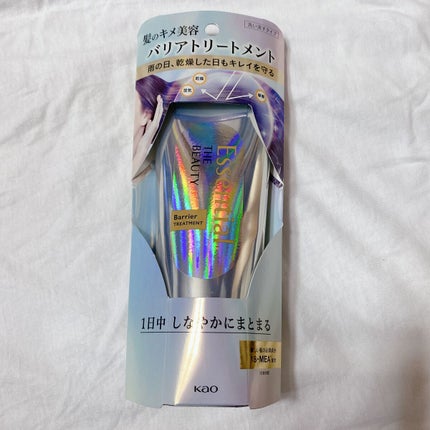 髪のキメ美容
洗い流すタイプ
バリアトリートメント
雨の日、乾燥した日もキレイを守る
乾燥
湿気
摩擦
Essential
THE
BEAUTY
Barrier
TREATMENT
1日中 しなやかにまとまる
18-MEA
Kao